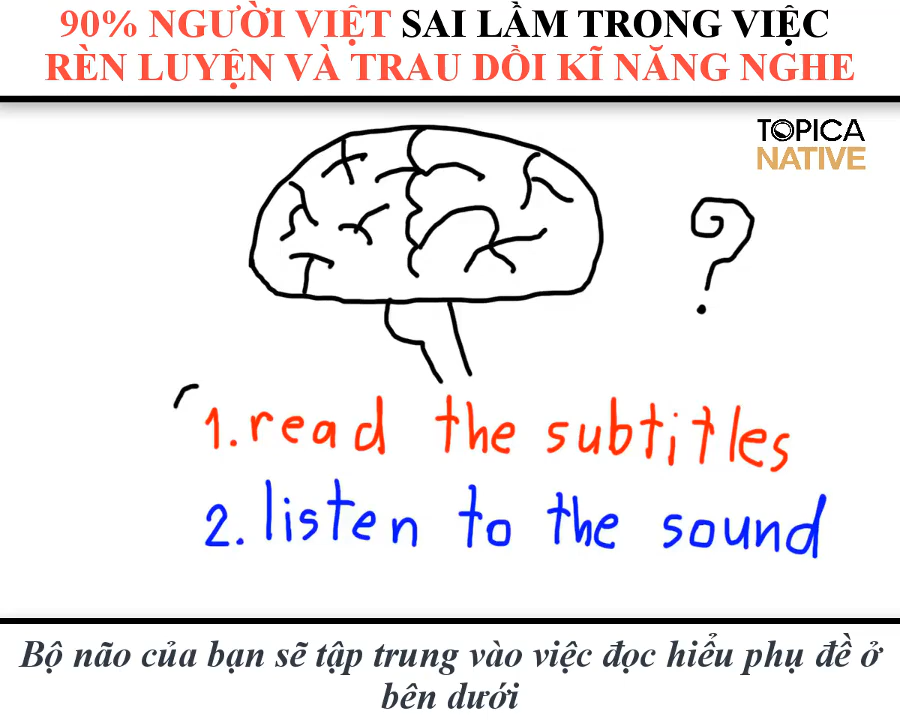 90% NGƯỜI VIỆT SAI LẦM TRONG VIỆC
RÈN LUYỆN VÀ TRAU DỒI KĨ NĂNG NGHE
TOPICA
NATIVE
?
1. read the subtitles
2. listen to the sound
Bộ não của bạn sẽ tập trung vào việc đọc hiểu phụ đề ở
bên dưới